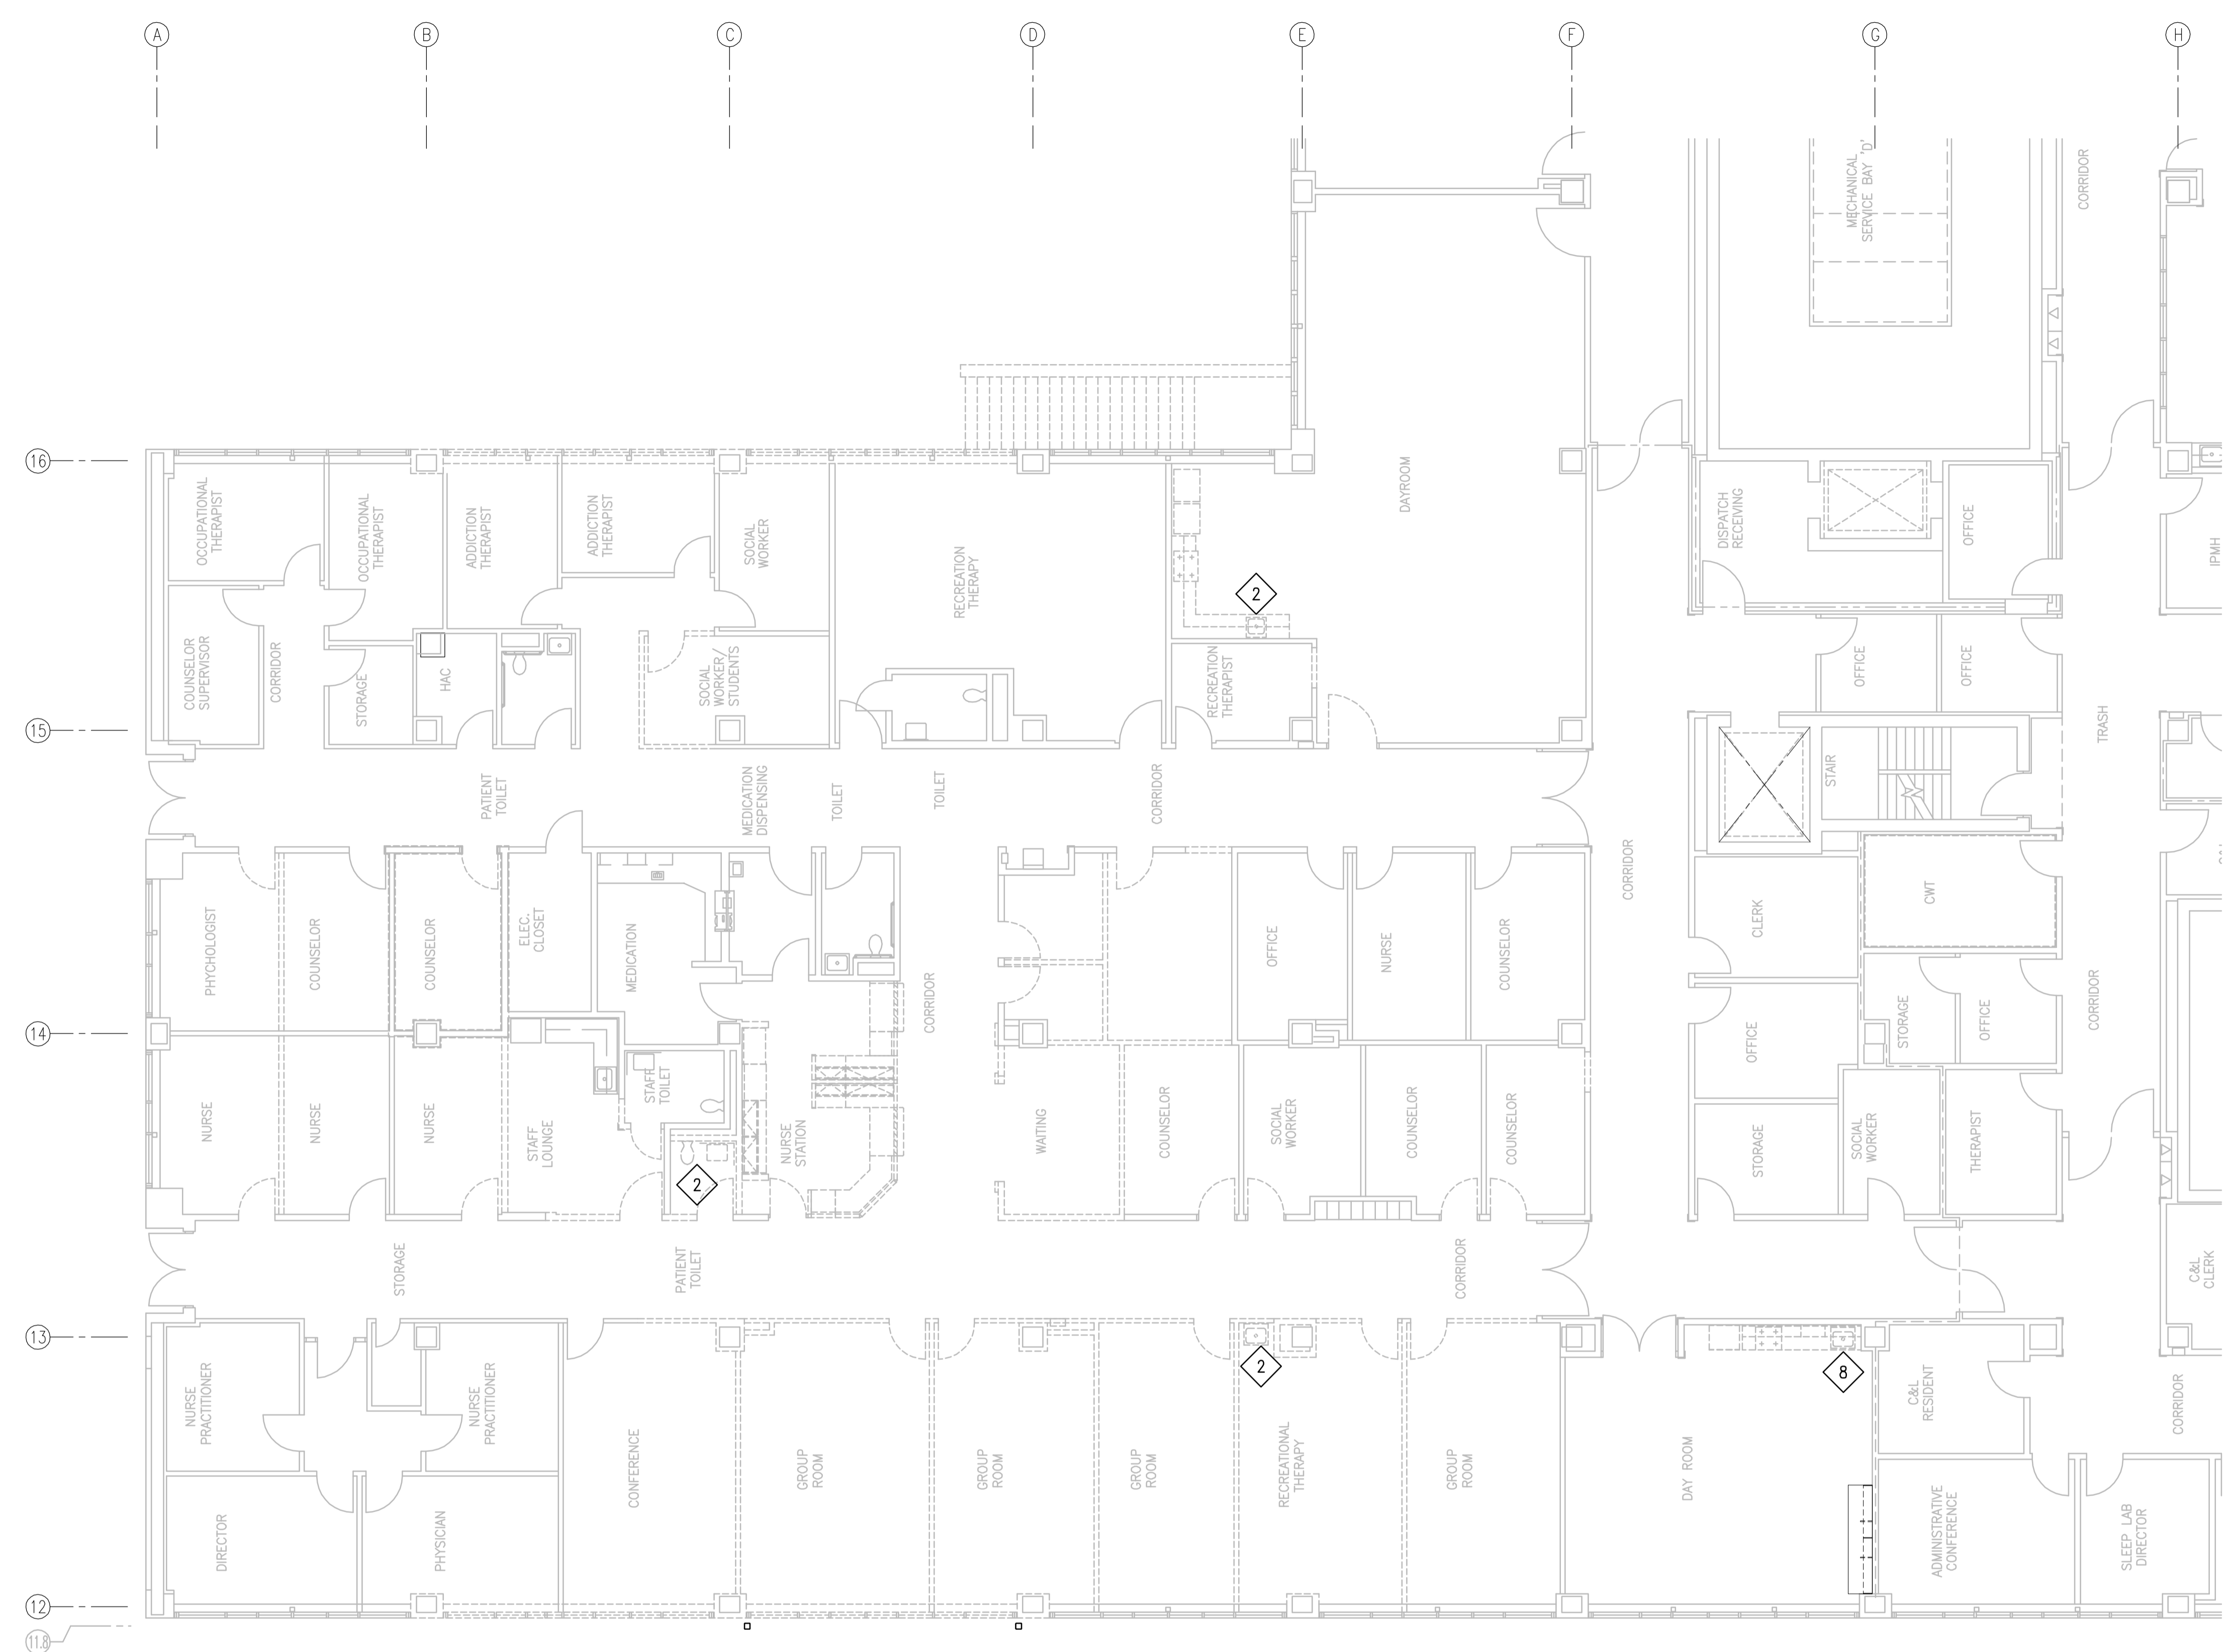 A
B
C
D
E
F
G
H
MECHANICAL
SERVICE BAY 'D'
CORRIDOR
16
OCCUPATIONAL
THERAPIST
OCCUPATIONAL
THERAPIST
ADDICTION
THERAPIST
ADDICTION
THERAPIST
SOCIAL
WORKER
RECREATION
THERAPY
DAYROOM
DISPATCH
RECEIVING
OFFICE
IPMH
2
COUNSELOR
SUPERVISOR
CORRIDOR
STORAGE
HAC
SOCIAL
WORKER/
STUDENTS
RECREATION
THERAPIST
OFFICE
OFFICE
15
TRASH
PATIENT
TOILET
MEDICATION
DISPENSING
TOILET
TOILET
CORRIDOR
STAIR
CORRIDOR
PHYCHOLOGIST
COUNSELOR
COUNSELOR
ELEC.
CLOSET
MEDICATION
CORRIDOR
OFFICE
NURSE
COUNSELOR
CLERK
CWT
14
OFFICE
STORAGE
OFFICE
CORRIDOR
NURSE
NURSE
NURSE
STAFF
LOUNGE
STAFF
TOILET
NURSE
STATION
WAITING
COUNSELOR
SOCIAL
WORKER
COUNSELOR
COUNSELOR
STORAGE
SOCIAL
WORKER
THERAPIST
2
STORAGE
PATIENT
TOILET
CORRIDOR
C&L
CLERK
13
2
8
NURSE
PRACTITIONER
NURSE
PRACTITIONER
C&L
RESIDENT
CORRIDOR
CONFERENCE
GROUP
ROOM
GROUP
ROOM
GROUP
ROOM
RECREATIONAL
THERAPY
GROUP
ROOM
DAY ROOM
DIRECTOR
PHYSICIAN
ADMINISTRATIVE
CONFERENCE
SLEEP LAB
DIRECTOR
12
11.8